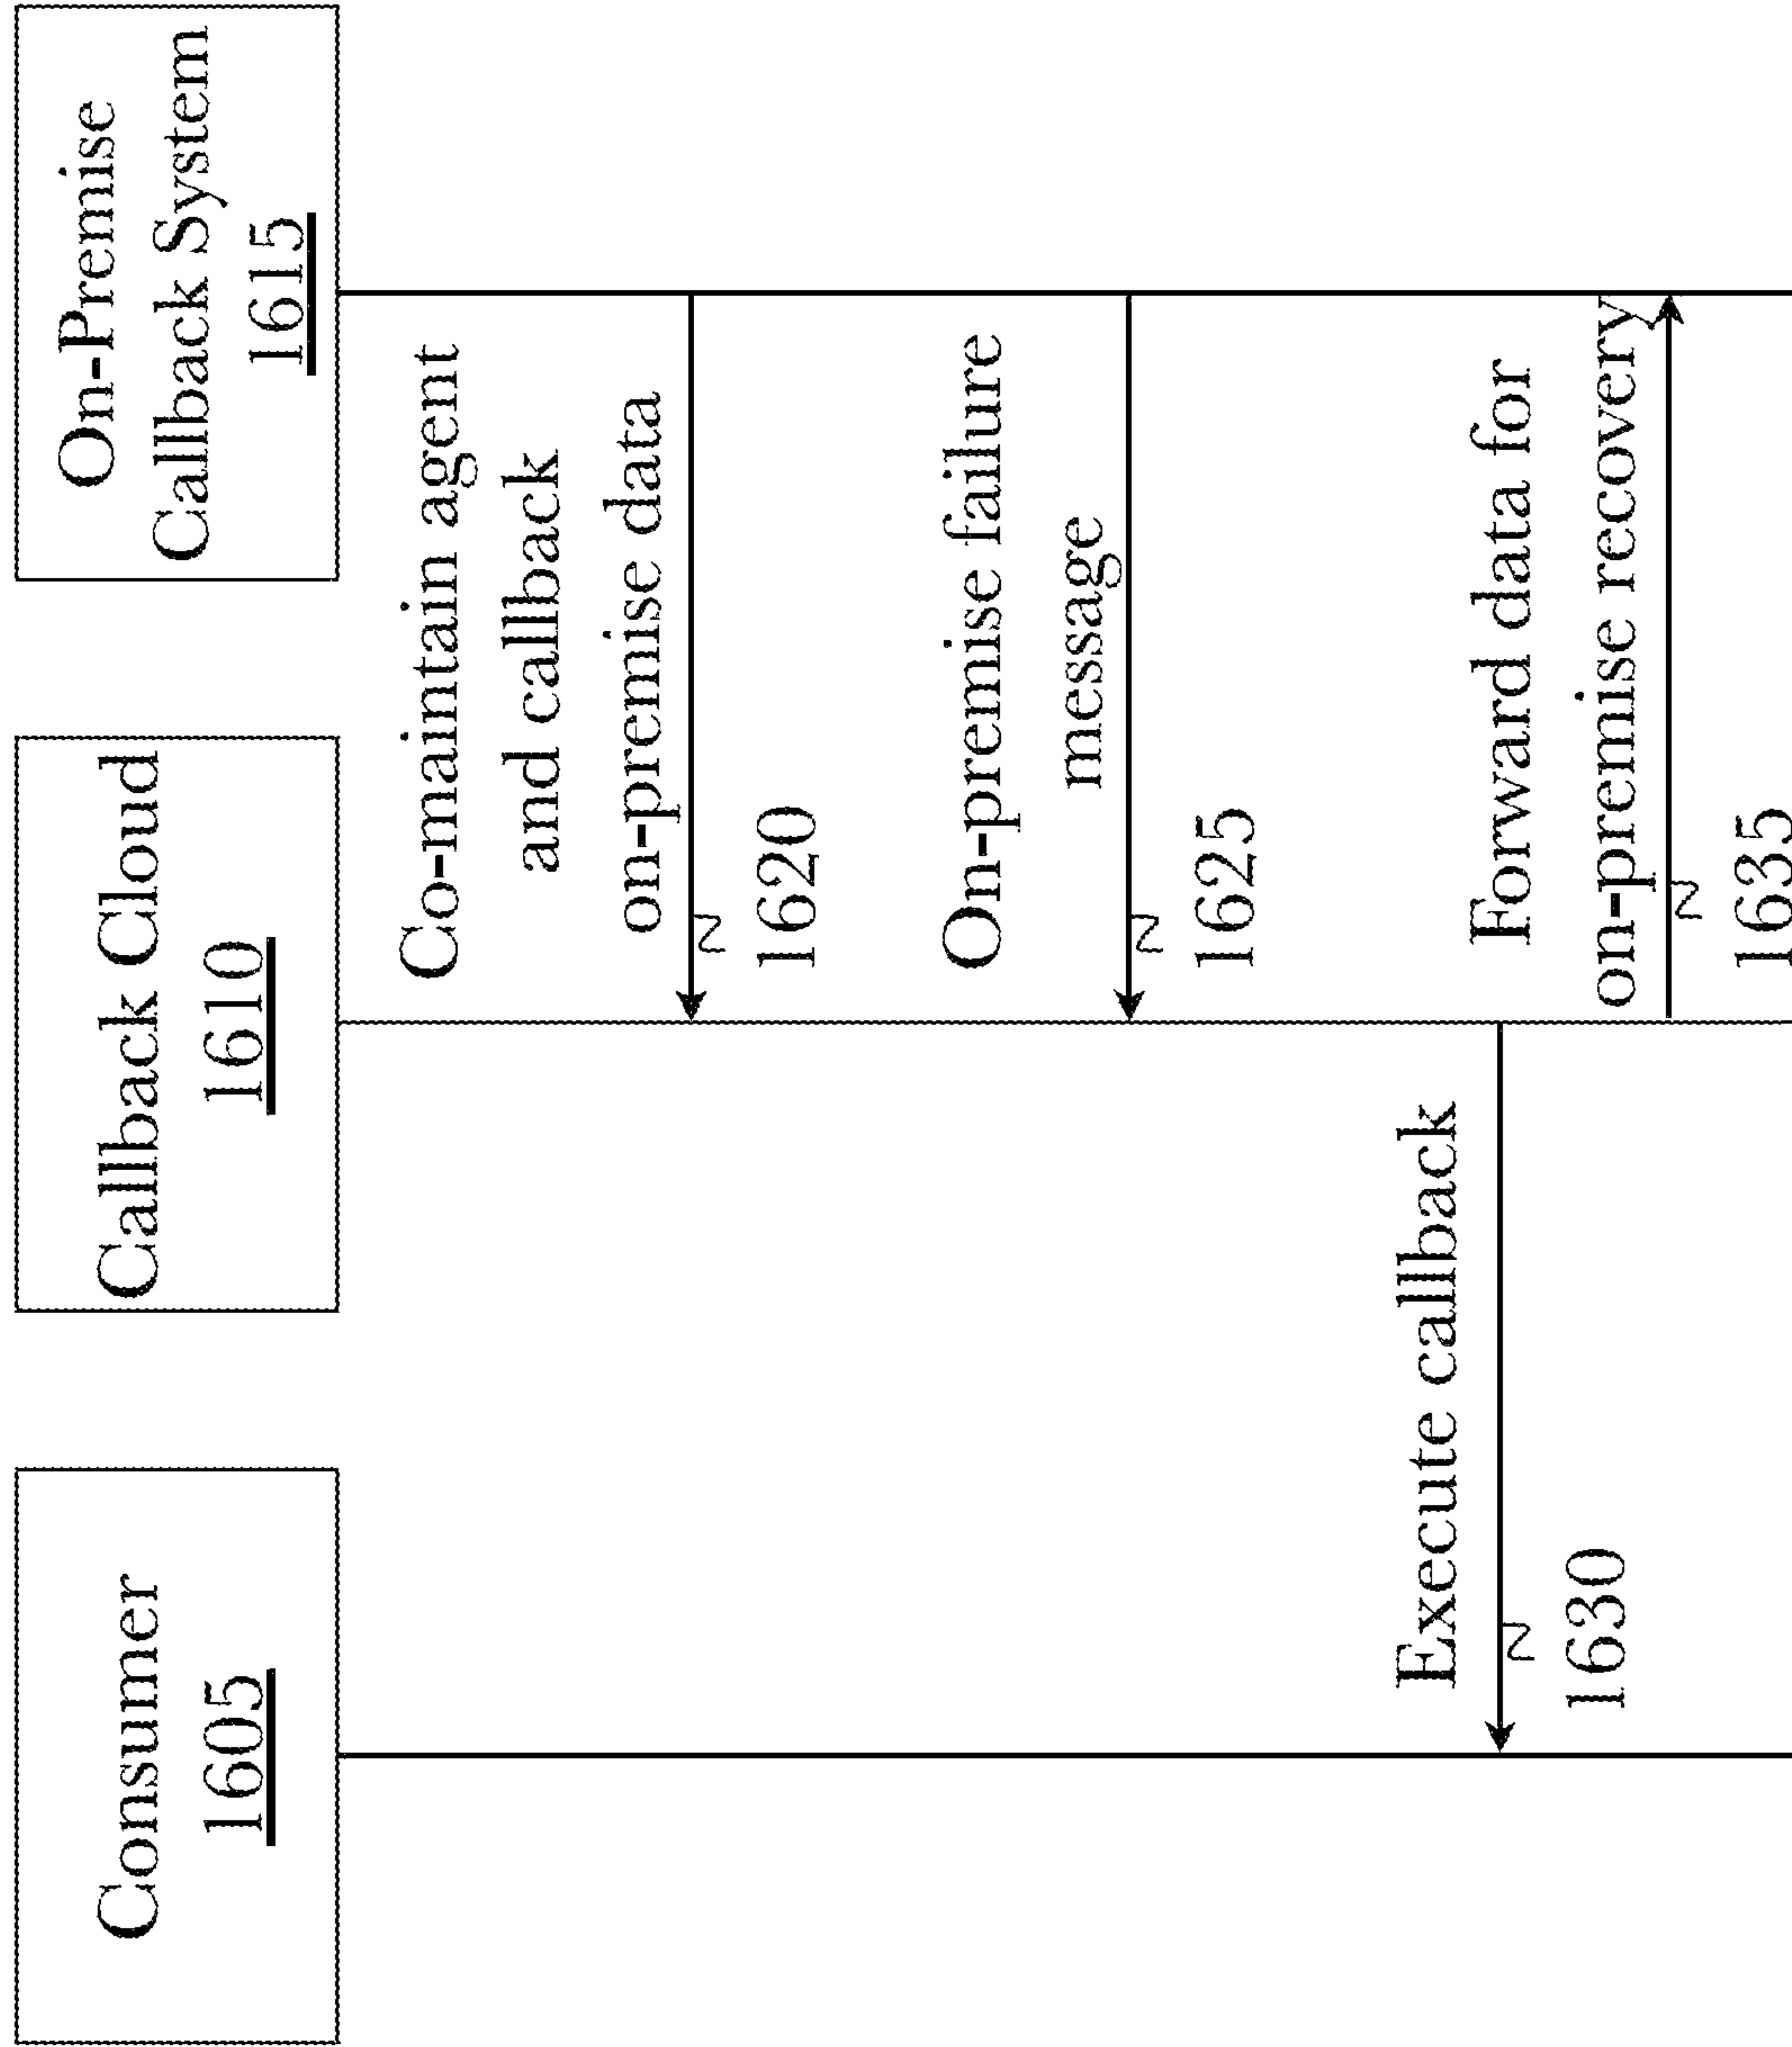 Consumer
1605
Callback Cloud
1610
On-Premise
Callback System
1615
Co-maintain agent
and callback
on-premise data
1620
On-premise failure
message
1625
Execute callback
1630
Forward data for
on-premise recovery
1635